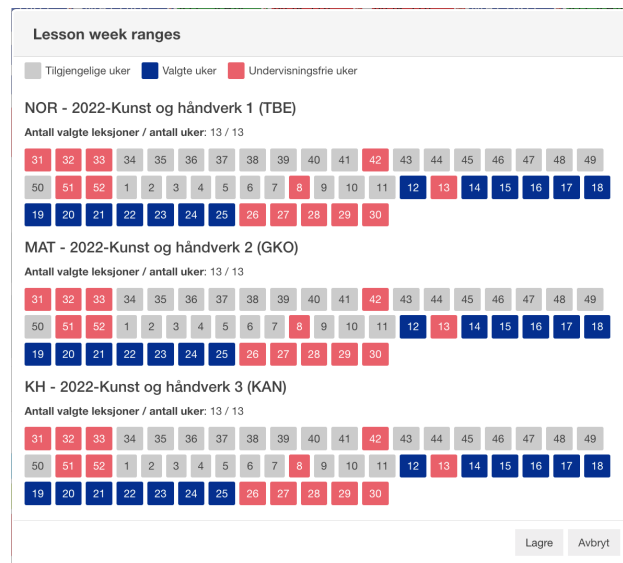 Lesson week ranges
Tilgjengelige uker Valgte uker Undervisningsfrie uker
NOR - 2022-Kunst og håndverk 1 (TBE)
Antall valgte leksjoner / antall uker: 13 / 13
31 32 33 34 35 36 37 38 39 40 41 42 43 44 45 46 47 48 49
50 51 52 1 2 3 4 5 6 7 8 9 10 11 12 13 14 15 16 17 18
19 20 21 22 23 24 25 26 27 28 29 30
MAT - 2022-Kunst og håndverk 2 (GKO)
Antall valgte leksjoner / antall uker: 13 / 13
31 32 33 34 35 36 37 38 39 40 41 42 43 44 45 46 47 48 49
50 51 52 1 2 3 4 5 6 7 8 9 10 11 12 13 14 15 16 17 18
19 20 21 22 23 24 25 26 27 28 29 30
KH - 2022-Kunst og håndverk 3 (KAN)
Antall valgte leksjoner / antall uker: 13 / 13
31 32 33 34 35 36 37 38 39 40 41 42 43 44 45 46 47 48 49
50 51 52 1 2 3 4 5 6 7 8 9 10 11 12 13 14 15 16 17 18
19 20 21 22 23 24 25 26 27 28 29 30
Lagre Avbryt